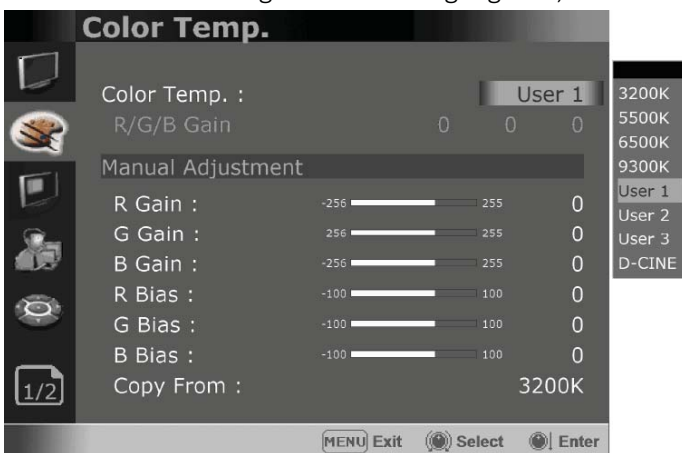 Color Temp.
Color Temp. : User 1
R/G/B Gain 0 0 0
Manual Adjustment
R Gain : -256 255 0
G Gain : 256 255 0
B Gain : -256 255 0
R Bias : -100 100 0
G Bias : -100 100 0
B Bias : -100 100 0
Copy From : 3200K
1/2
MENU Exit Select Enter
3200K
5500K
6500K
9300K
User 1
User 2
User 3
D-CINE